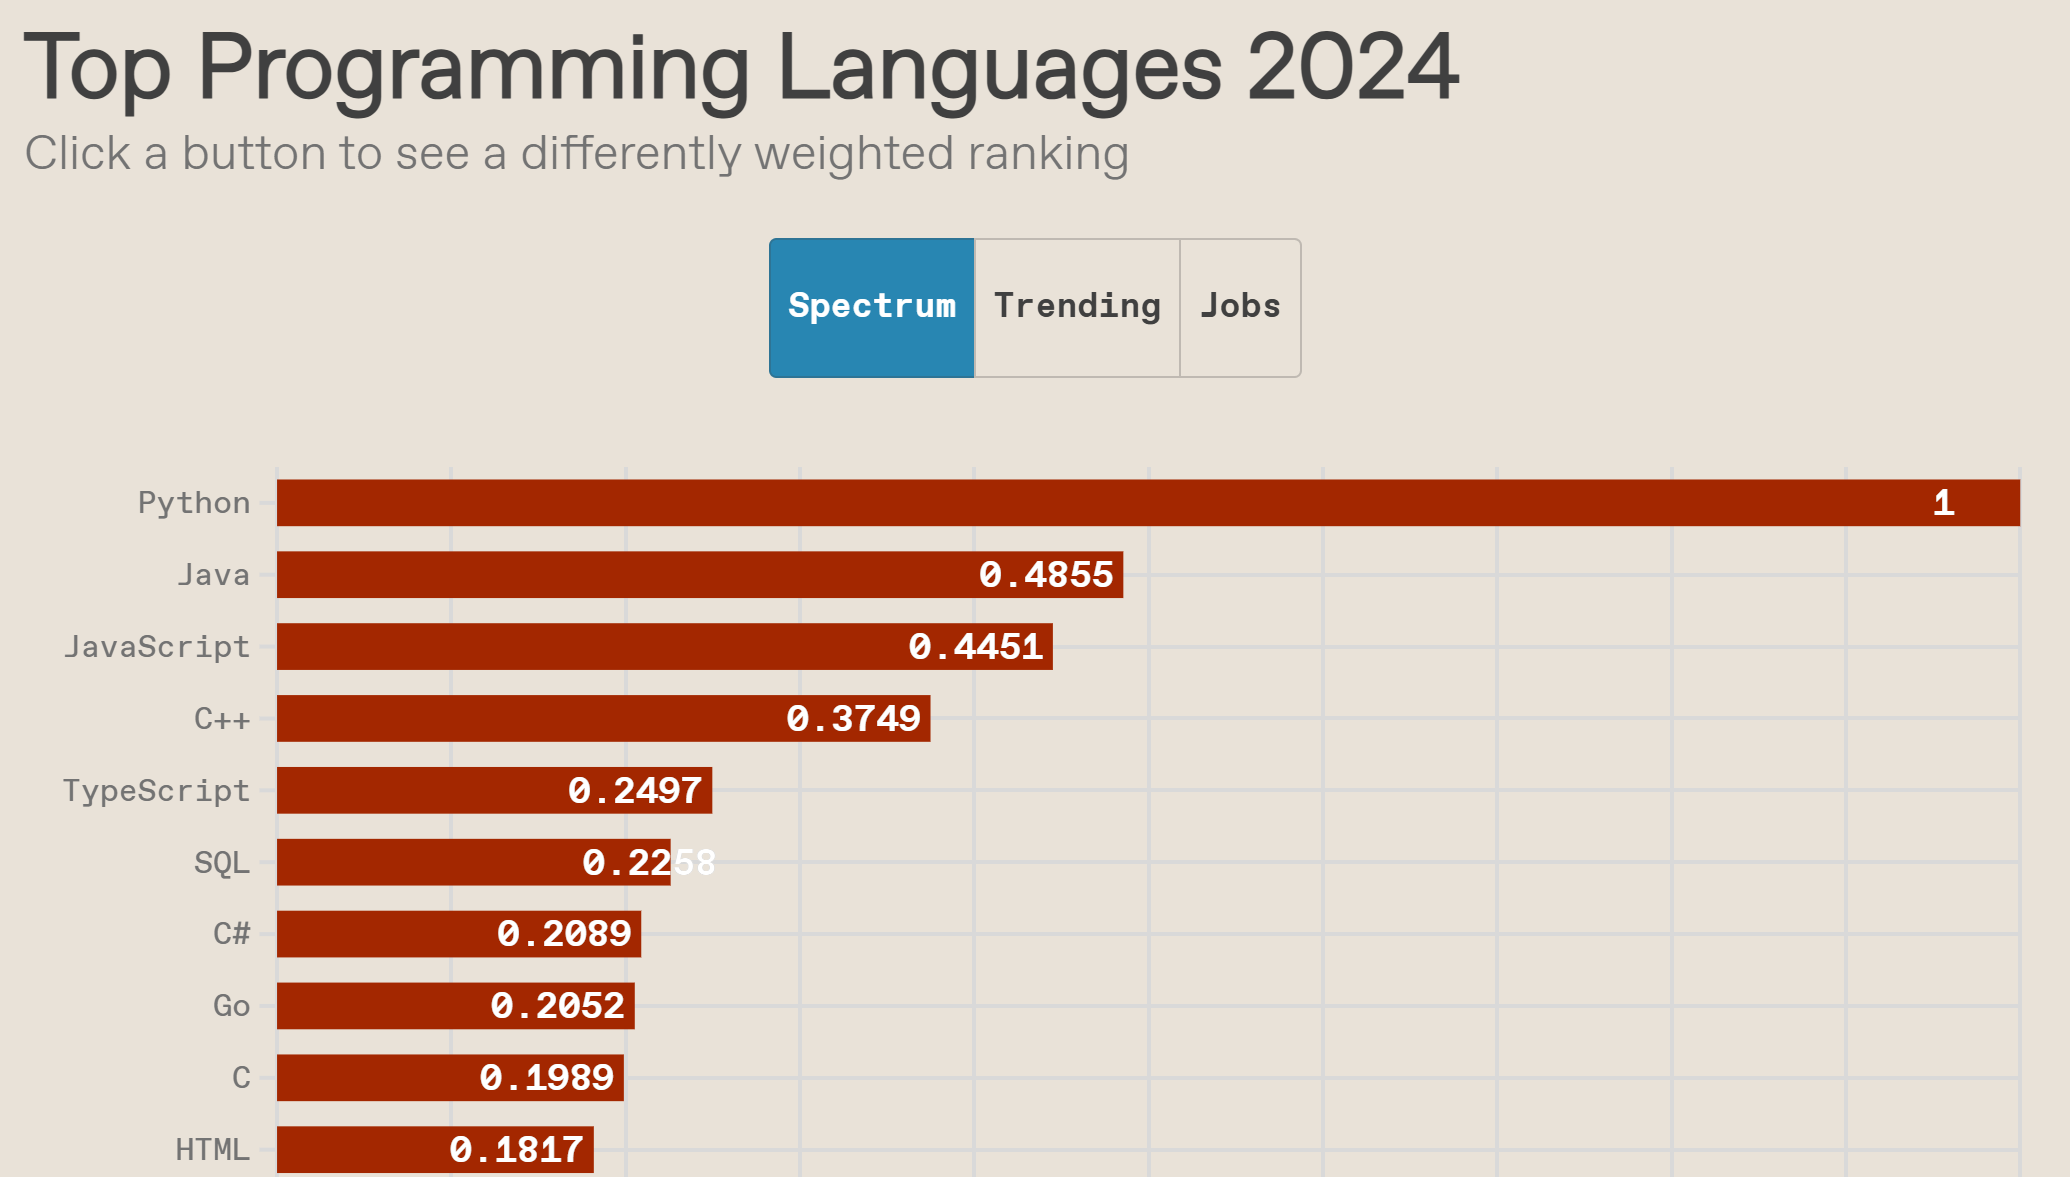 Top Programming Languages 2024
Click a button to see a differently weighted ranking
Spectrum Trending Jobs
Python 1
Java 0.4855
JavaScript 0.4451
C++ 0.3749
TypeScript 0.2497
SQL 0.2258
C# 0.2089
Go 0.2052
C 0.1989
HTML 0.1817